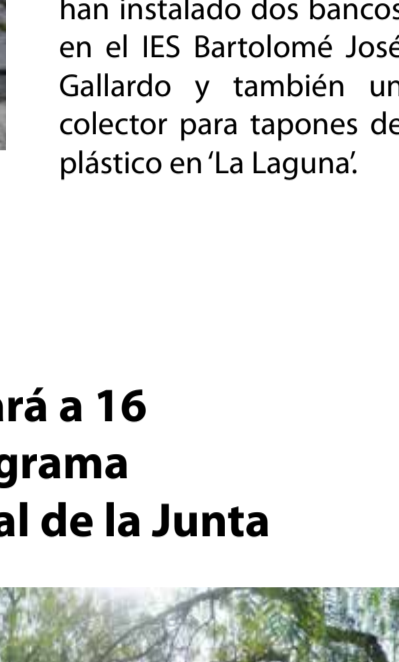 han instalado dos bancos
en el IES Bartolomé José
Gallardo y también un
colector para tapones de
plástico en ‘La Laguna’.
ará a 16
grama
al de la Junta